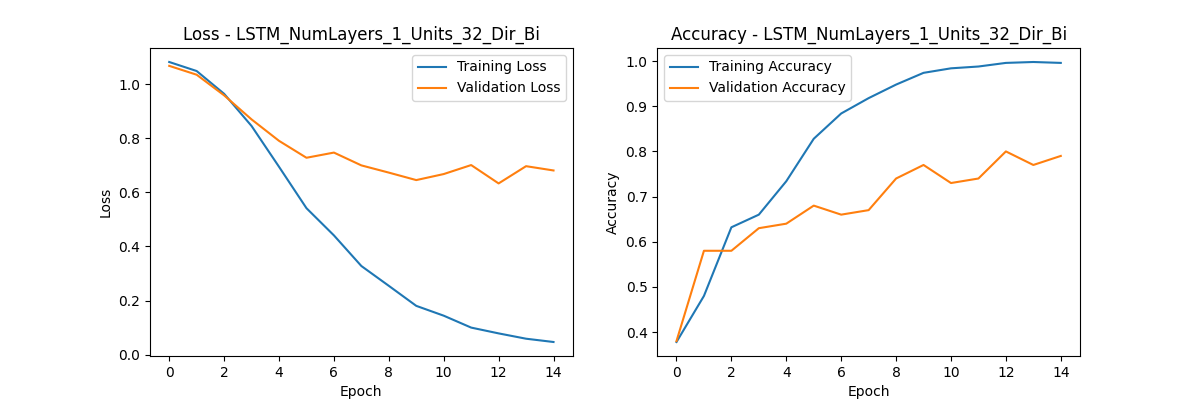 Loss - LSTM_NumLayers_1_Units_32_Dir_Bi
Training Loss
Validation Loss
1.0
0.8
0.6
0.4
0.2
0.0
Loss
0 2 4 6 8 10 12 14
Epoch
Accuracy - LSTM_NumLayers_1_Units_32_Dir_Bi
Training Accuracy
Validation Accuracy
1.0
0.9
0.8
0.7
0.6
0.5
0.4
Accuracy
0 2 4 6 8 10 12 14
Epoch